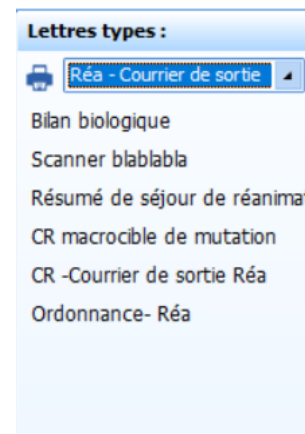 Lettres types :
Réa - Courrier de sortie
Bilan biologique
Scanner blablabla
Résumé de séjour de réanimat
CR macrocible de mutation
CR -Courrier de sortie Réa
Ordonnance- Réa